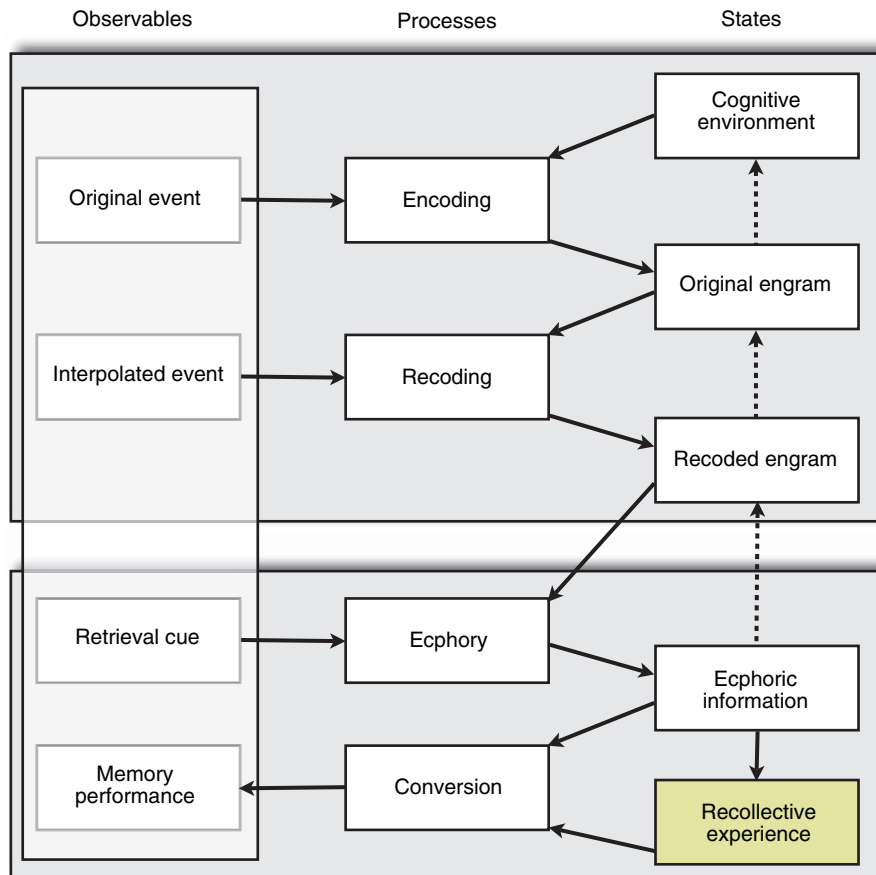 Observables Processes States
Cognitive
environment
Original event Encoding
Original engram
Interpolated event Recoding
Recoded engram
Retrieval cue Ecphory
Ecphoric
information
Memory
performance
Conversion
Recollective
experience